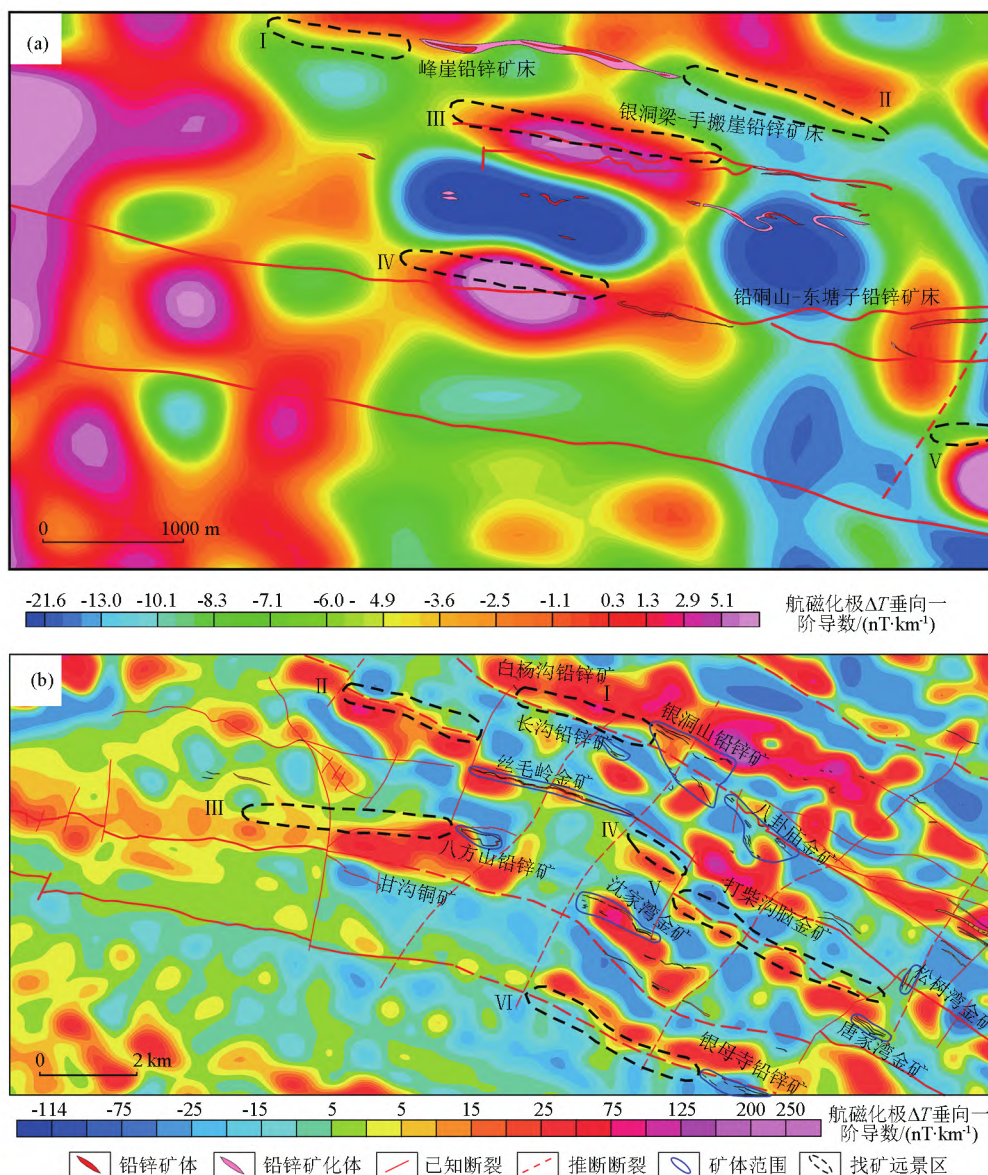 (a)
I
峰崖铅锌矿床
II
III
银洞梁-手搬崖铅锌矿床
IV
铅硐山-东塘子铅锌矿床
V
0 1000 m
-21.6 -13.0 -10.1 -8.3 -7.1 -6.0 -4.9 -3.6 -2.5 -1.1 0.3 1.3 2.9 5.1
航磁化极ΔT垂向一
阶导数/(nT·km⁻¹)
(b)
白杨沟铅锌矿
II
I
长沟铅锌矿
银洞山铅锌矿
丝毛岭金矿
III
八卦庙金矿
IV
八方山铅锌矿
V
打柴沟脑金矿
甘沟铜矿
沈家湾金矿
松树湾金矿
VI
唐家湾金矿
银母寺铅锌矿
0 2 km
-114 -75 -25 -15 5 5 15 25 75 125 200 250
航磁化极ΔT垂向一
阶导数/(nT·km⁻¹)
铅锌矿体 铅锌矿化体 已知断裂 推断断裂 矿体范围 找矿远景区